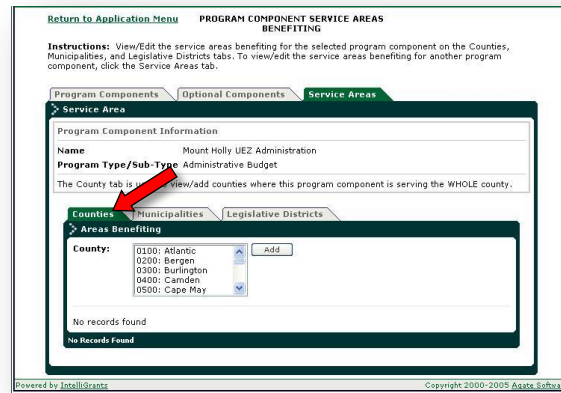 Return to Application Menu PROGRAM COMPONENT SERVICE AREAS
BENEFITING
Instructions: View/Edit the service areas benefiting for the selected program component on the Counties,
Municipalities, and Legislative Districts tabs. To view/edit the service areas benefiting for another program
component, click the Service Areas tab.
Program Components Optional Components Service Areas
Service Area
Program Component Information
Name Mount Holly UEZ Administration
Program Type/Sub-Type Administrative Budget
The County tab is view/add counties where this program component is serving the WHOLE county.
Counties Municipalities Legislative Districts
Areas Benefiting
County: 0100: Atlantic Add
0200: Bergen
0300: Burlington
0400: Camden
0500: Cape May
No records found
No Records Found
Powered by IntelliGrants Copyright 2000-2005 Agate Softwa